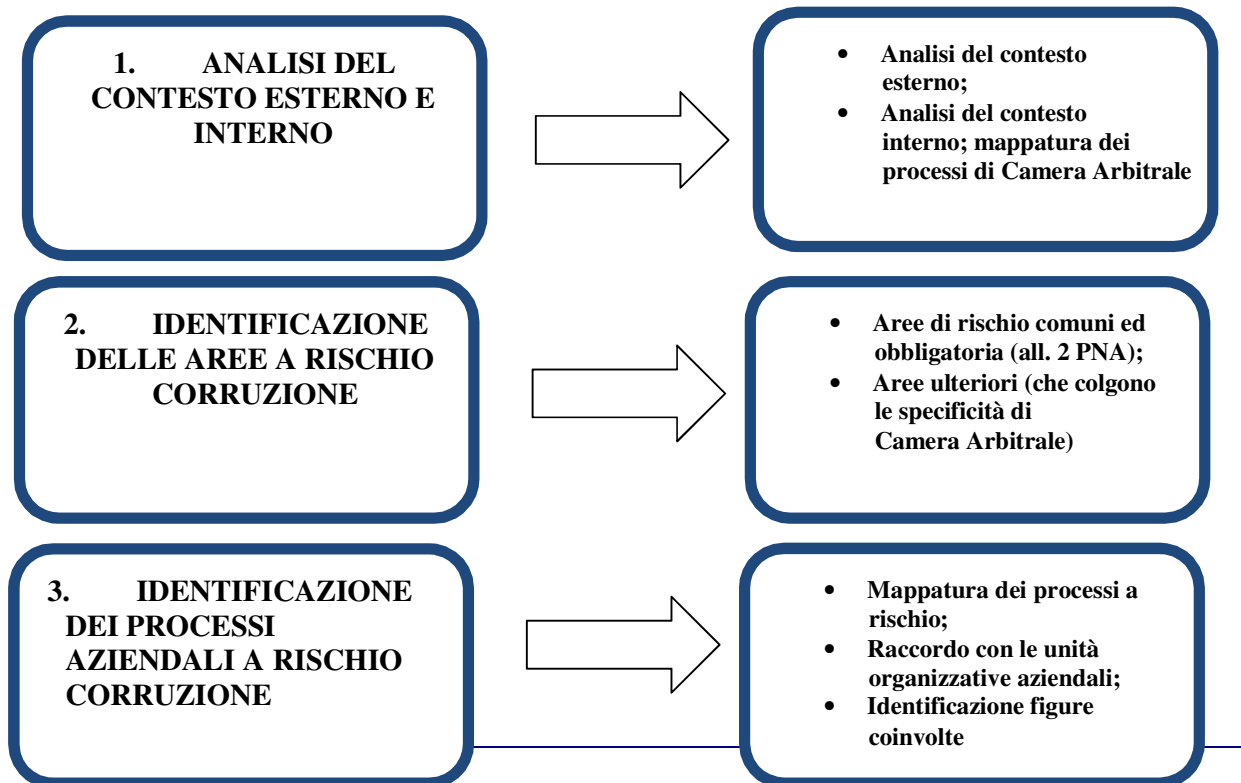 1. ANALISI DEL
CONTESTO ESTERNO E
INTERNO
• Analisi del contesto
esterno;
• Analisi del contesto
interno; mappatura dei
processi di Camera Arbitrale
2. IDENTIFICAZIONE
DELLE AREE A RISCHIO
CORRUZIONE
• Aree di rischio comuni ed
obbligatoria (all. 2 PNA);
• Aree ulteriori (che colgono
le specificità di
Camera Arbitrale)
3. IDENTIFICAZIONE
DEI PROCESSI
AZIENDALI A RISCHIO
CORRUZIONE
• Mappatura dei processi a
rischio;
• Raccordo con le unità
organizzative aziendali;
• Identificazione figure
coinvolte